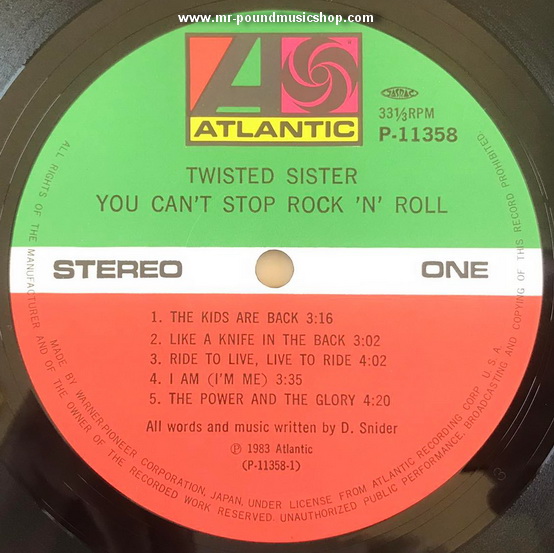 www.mr-poundmusicshop.com
ATLANTIC
JASRAC
33⅓RPM
P-11358
TWISTED SISTER
YOU CAN'T STOP ROCK 'N' ROLL
STEREO
ONE
1. THE KIDS ARE BACK 3:16
2. LIKE A KNIFE IN THE BACK 3:02
3. RIDE TO LIVE, LIVE TO RIDE 4:02
4. I AM (I'M ME) 3:35
5. THE POWER AND THE GLORY 4:20
All words and music written by D. Snider
℗ 1983 Atlantic
(P-11358-1)
ALL RIGHTS OF THE MANUFACTURER AND OF THE OWNER OF THE RECORDED WORK RESERVED. UNAUTHORIZED PUBLIC PERFORMANCE, BROADCASTING AND COPYING OF THIS RECORD PROHIBITED.
MADE BY WARNER-PIONEER CORPORATION, JAPAN, UNDER LICENSE FROM ATLANTIC RECORDING CORP. U.S.A.